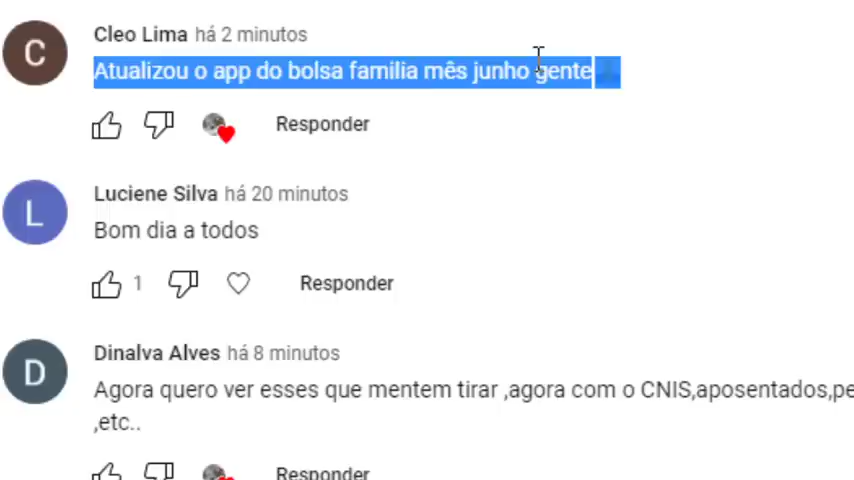 C
Cleo Lima há 2 minutos
Atualizou o app do bolsa familia mês junho gente
Responder
L
Luciene Silva há 20 minutos
Bom dia a todos
1
Responder
D
Dinalva Alves há 8 minutos
Agora quero ver esses que mentem tirar ,agora com o CNIS,aposentados,pe
,etc..
Responder